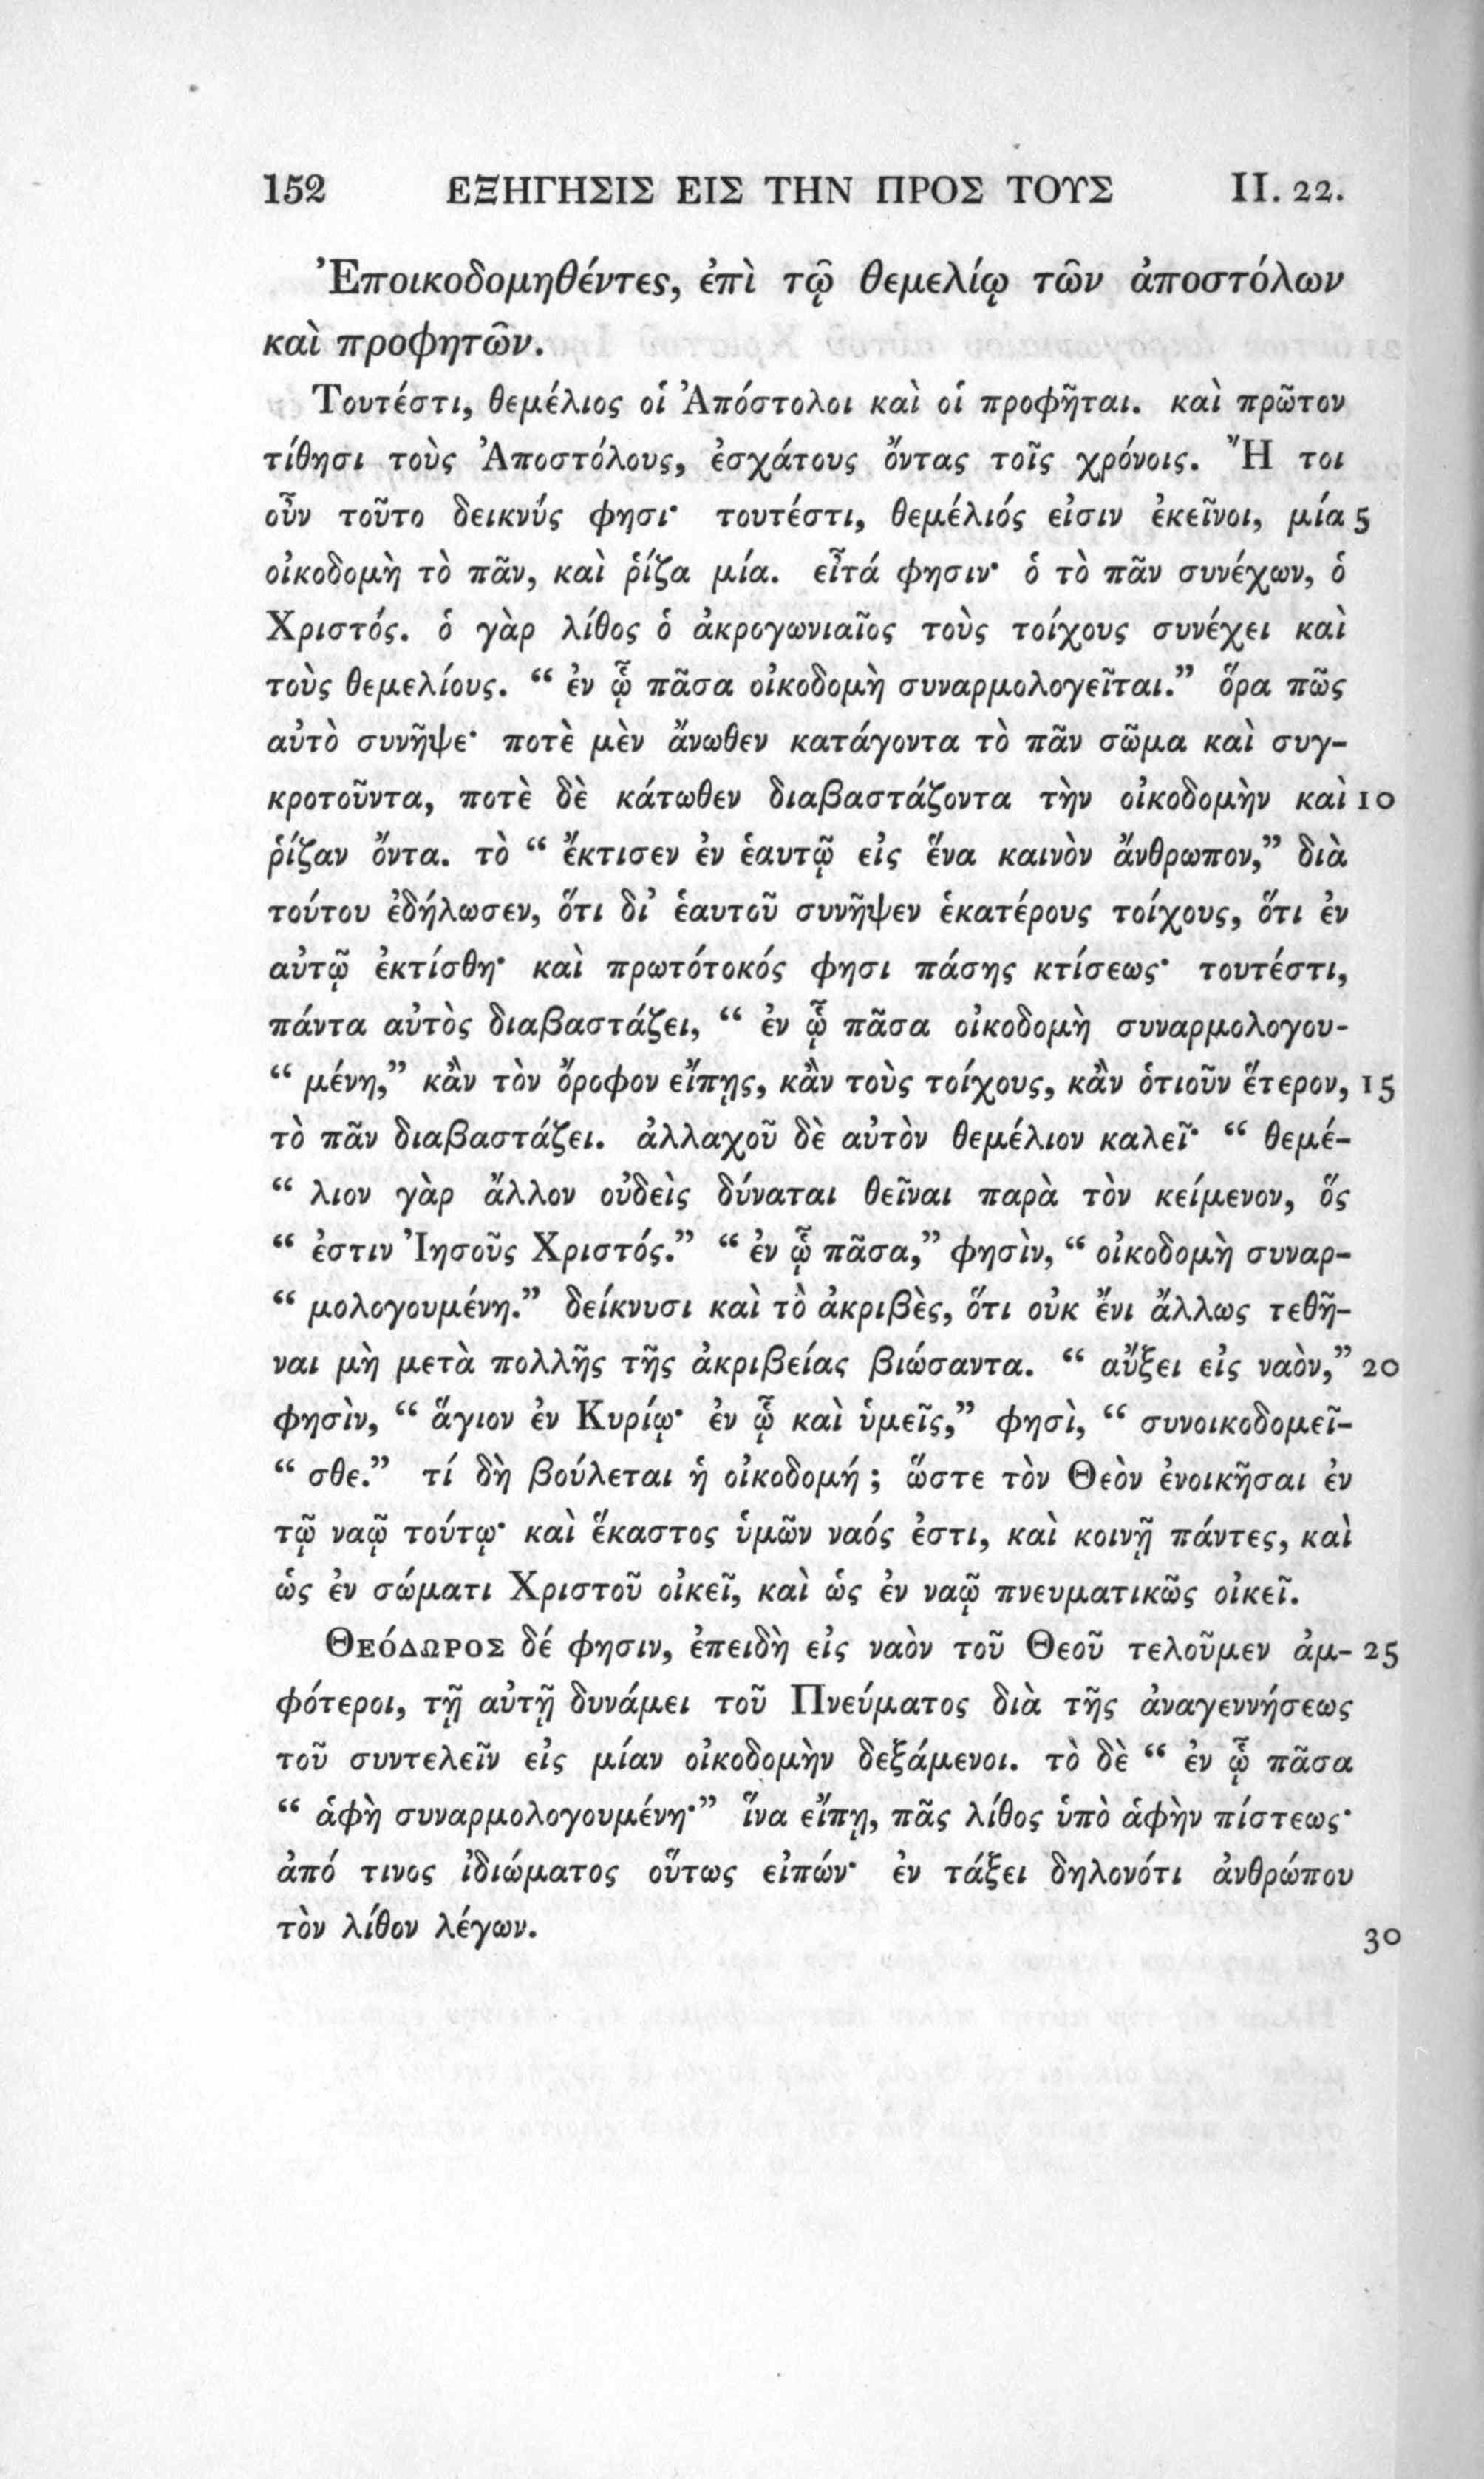 152 ΕΞΗΓΗΣΙΣ ΕΙΣ ΤΗΝ ΠΡΟΣ ΤΟΥΣ II. 22.
Ἐποικοδομηθέντες, ἐπὶ τῷ θεμελίῳ τῶν ἀποστόλων
καὶ προφητῶν.
Τουτέστι, θεμέλιος οἱ Ἀπόστολοι καὶ οἱ προφῆται. καὶ πρῶτον
τίθησι τοὺς Ἀποστόλους, ἐσχάτους ὄντας τοῖς χρόνοις. Ἤ τοι
οὖν τοῦτο δεικνύς φησι· τουτέστι, θεμέλιός εἰσιν ἐκεῖνοι, μία 5
οἰκοδομὴ τὸ πᾶν, καὶ ῥίζα μία. εἶτά φησιν· ὁ τὸ πᾶν συνέχων, ὁ
Χριστός. ὁ γὰρ λίθος ὁ ἀκρογωνιαῖος τοὺς τοίχους συνέχει καὶ
τοὺς θεμελίους. “ ἐν ᾧ πᾶσα οἰκοδομὴ συναρμολογεῖται.” ὅρα πῶς
αὐτὸ συνῆψε· ποτὲ μὲν ἄνωθεν κατάγοντα τὸ πᾶν σῶμα καὶ συγ-
κροτοῦντα, ποτὲ δὲ κάτωθεν διαβαστάζοντα τὴν οἰκοδομὴν καὶ 10
ῥίζαν ὄντα. τὸ “ ἔκτισεν ἐν ἑαυτῷ εἰς ἕνα καινὸν ἄνθρωπον,” διὰ
τούτου ἐδήλωσεν, ὅτι δι’ ἑαυτοῦ συνῆψεν ἑκατέρους τοίχους, ὅτι ἐν
αὐτῷ ἐκτίσθη· καὶ πρωτότοκός φησι πάσης κτίσεως· τουτέστι,
πάντα αὐτὸς διαβαστάζει, “ ἐν ᾧ πᾶσα οἰκοδομὴ συναρμολογου-
“ μένη,” κἂν τὸν ὄροφον εἴπῃς, κἂν τοὺς τοίχους, κἂν ὁτιοῦν ἕτερον, 15
τὸ πᾶν διαβαστάζει. ἀλλαχοῦ δὲ αὐτὸν θεμέλιον καλεῖ· “ θεμέ-
“ λιον γὰρ ἄλλον οὐδεὶς δύναται θεῖναι παρὰ τὸν κείμενον, ὅς
“ ἐστιν Ἰησοῦς Χριστός.” “ ἐν ᾧ πᾶσα,” φησὶν, “ οἰκοδομὴ συναρ-
“ μολογουμένη.” δείκνυσι καὶ τὸ ἀκριβὲς, ὅτι οὐκ ἔνι ἄλλως τεθῆ-
ναι μὴ μετὰ πολλῆς τῆς ἀκριβείας βιώσαντα. “ αὔξει εἰς ναὸν,” 20
φησὶν, “ ἅγιον ἐν Κυρίῳ· ἐν ᾧ καὶ ὑμεῖς,” φησὶ, “ συνοικοδομεῖ-
“ σθε.” τί δὴ βούλεται ἡ οἰκοδομή ; ὥστε τὸν Θεὸν ἐνοικῆσαι ἐν
τῷ ναῷ τούτῳ· καὶ ἕκαστος ὑμῶν ναός ἐστι, καὶ κοινῇ πάντες, καὶ
ὡς ἐν σώματι Χριστοῦ οἰκεῖ, καὶ ὡς ἐν ναῷ πνευματικῶς οἰκεῖ.
ΘΕΌΔΩΡΟΣ δέ φησιν, ἐπειδὴ εἰς ναὸν τοῦ Θεοῦ τελοῦμεν ἀμ- 25
φότεροι, τῇ αὐτῇ δυνάμει τοῦ Πνεύματος διὰ τῆς ἀναγεννήσεως
τοῦ συντελεῖν εἰς μίαν οἰκοδομὴν δεξάμενοι. τὸ δὲ “ ἐν ᾧ πᾶσα
“ ἁφὴ συναρμολογουμένη·” ἵνα εἴπῃ, πᾶς λίθος ὑπὸ ἁφὴν πίστεως·
ἀπό τινος ἰδιώματος οὕτως εἰπών· ἐν τάξει δηλονότι ἀνθρώπου
τὸν λίθον λέγων. 30